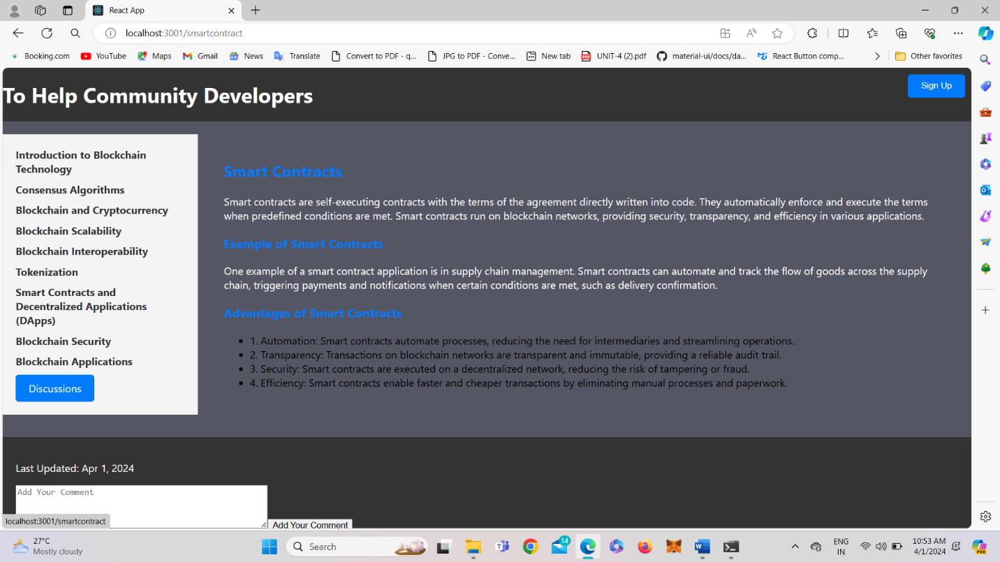 React App
localhost:3001/smartcontract
Booking.com
YouTube
Maps
Gmail
News
Translate
Convert to PDF - q...
JPG to PDF - Conve...
New tab
UNIT-4 (2).pdf
material-ui/docs/da...
React Button comp...
Other favorites
To Help Community Developers
Sign Up
Introduction to Blockchain
Technology
Consensus Algorithms
Blockchain and Cryptocurrency
Blockchain Scalability
Blockchain Interoperability
Tokenization
Smart Contracts and
Decentralized Applications
(DApps)
Blockchain Security
Blockchain Applications
Discussions
Smart Contracts
Smart contracts are self-executing contracts with the terms of the agreement directly written into code. They automatically enforce and execute the terms
when predefined conditions are met. Smart contracts run on blockchain networks, providing security, transparency, and efficiency in various applications.
Example of Smart Contracts
One example of a smart contract application is in supply chain management. Smart contracts can automate and track the flow of goods across the supply
chain, triggering payments and notifications when certain conditions are met, such as delivery confirmation.
Advantages of Smart Contracts
• 1. Automation: Smart contracts automate processes, reducing the need for intermediaries and streamlining operations.
• 2. Transparency: Transactions on blockchain networks are transparent and immutable, providing a reliable audit trail.
• 3. Security: Smart contracts are executed on a decentralized network, reducing the risk of tampering or fraud.
• 4. Efficiency: Smart contracts enable faster and cheaper transactions by eliminating manual processes and paperwork.
Last Updated: Apr 1, 2024
Add Your Comment
Add Your Comment
localhost:3001/smartcontract
27°C
Mostly cloudy
Search
14
ENG
IN
10:53 AM
4/1/2024
PRE